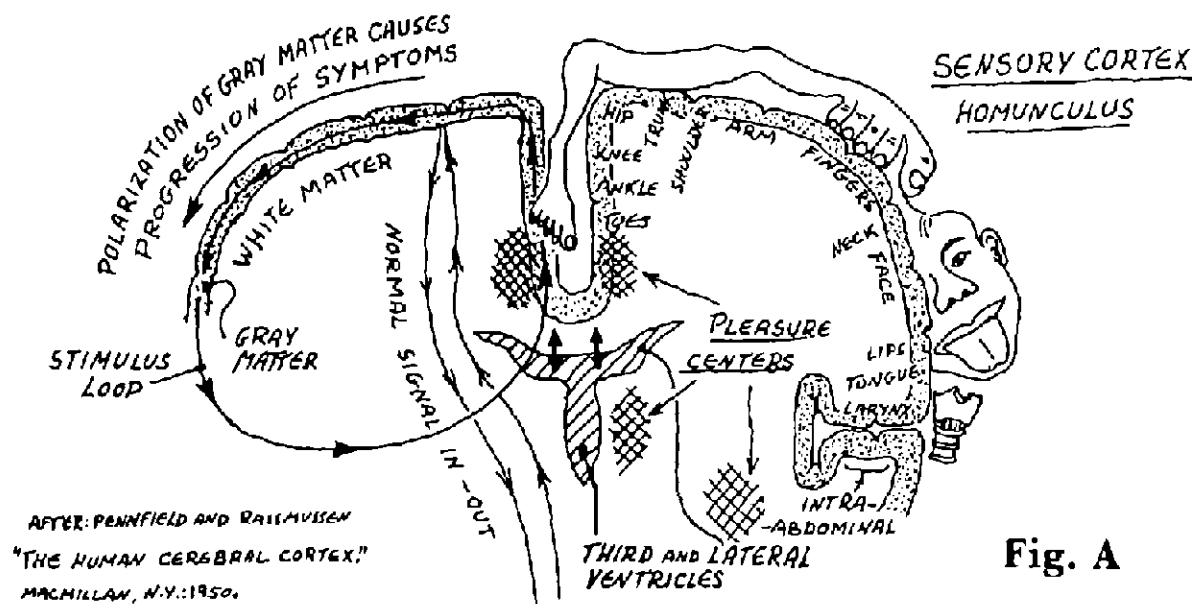 POLARIZATION OF GRAY MATTER CAUSES
PROGRESSION OF SYMPTOMS
SENSORY CORTEX
HOMUNCULUS
WHITE MATTER
GRAY
MATTER
STIMULUS
LOOP
NORMAL SIGNAL IN-OUT
HIP
TRUNK
SHOULDER
ARM
FINGERS
KNEE
ANKLE
TOES
NECK
FACE
LIPS
TONGUE
LARYNX
PLEASURE
CENTERS
INTRA-
-ABDOMINAL
THIRD AND LATERAL
VENTRICLES
AFTER: PENNFIELD AND RASSMUSSEN
"THE HUMAN CEREBRAL CORTEX."
MACMILLAN, N.Y.:1950.
Fig. A